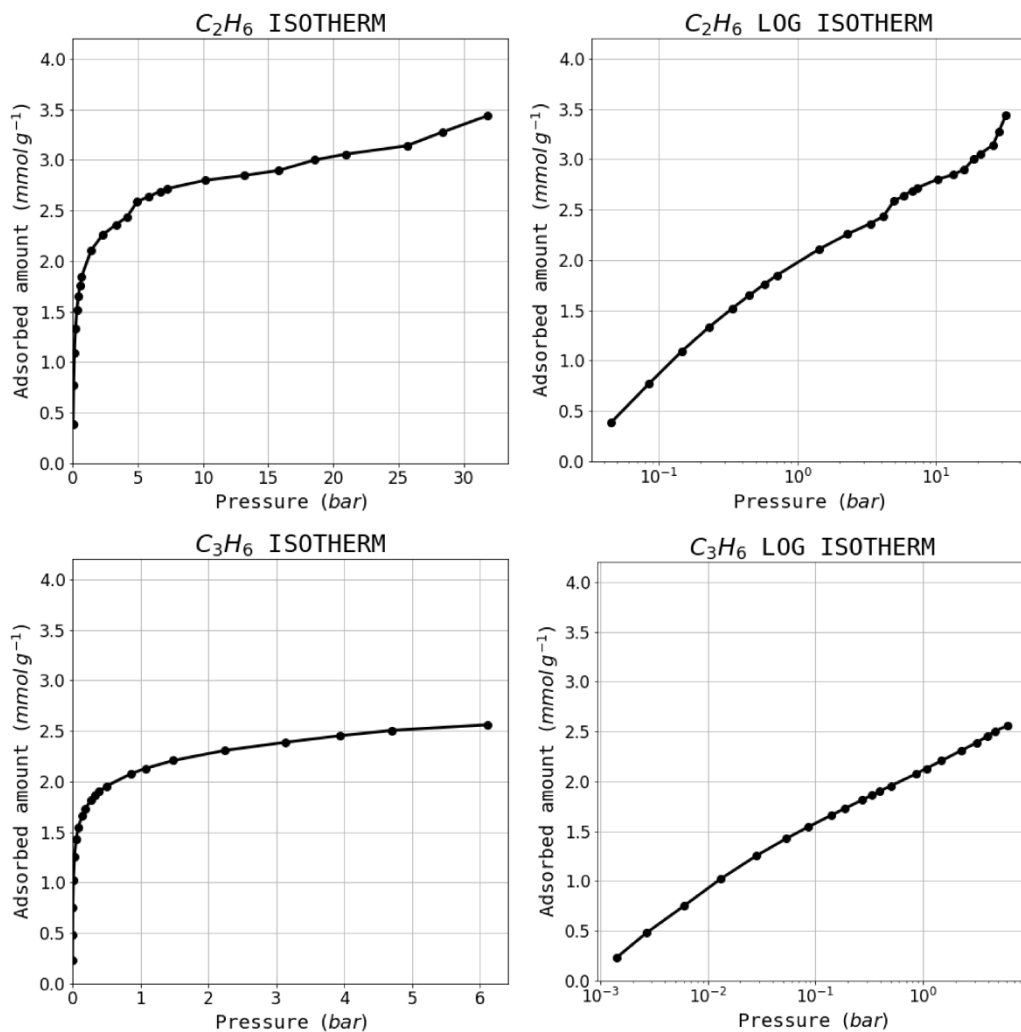 C₂H₆ ISOTHERM
Adsorbed amount (mmol g⁻¹)
4.0
3.5
3.0
2.5
2.0
1.5
1.0
0.5
0.0
0 5 10 15 20 25 30
Pressure (bar)
C₂H₆ LOG ISOTHERM
Adsorbed amount (mmol g⁻¹)
4.0
3.5
3.0
2.5
2.0
1.5
1.0
0.5
0.0
10⁻¹ 10⁰ 10¹
Pressure (bar)
C₃H₆ ISOTHERM
Adsorbed amount (mmol g⁻¹)
4.0
3.5
3.0
2.5
2.0
1.5
1.0
0.5
0.0
0 1 2 3 4 5 6
Pressure (bar)
C₃H₆ LOG ISOTHERM
Adsorbed amount (mmol g⁻¹)
4.0
3.5
3.0
2.5
2.0
1.5
1.0
0.5
0.0
10⁻³ 10⁻² 10⁻¹ 10⁰
Pressure (bar)